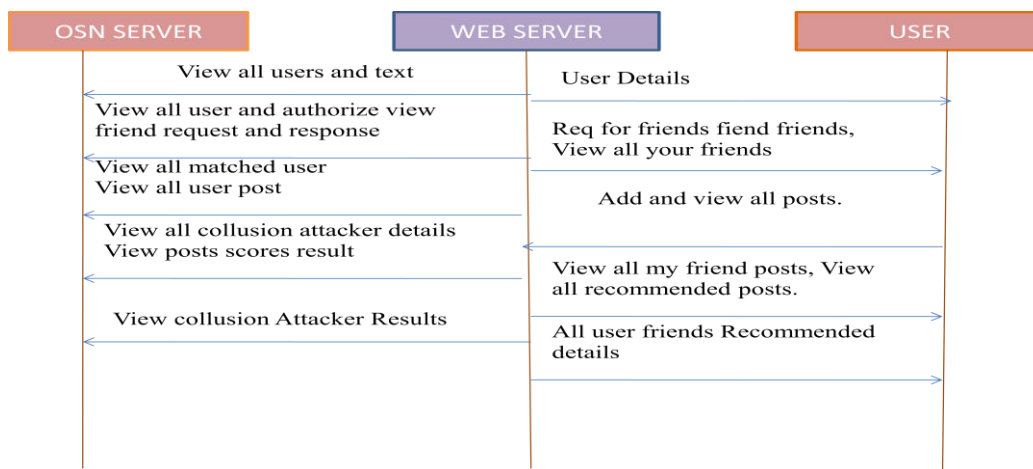 OSN SERVER
WEB SERVER
USER
View all users and text
User Details
View all user and authorize view
friend request and response
Req for friends fiend friends,
View all your friends
View all matched user
View all user post
Add and view all posts.
View all collusion attacker details
View posts scores result
View all my friend posts, View
all recommended posts.
View collusion Attacker Results
All user friends Recommended
details